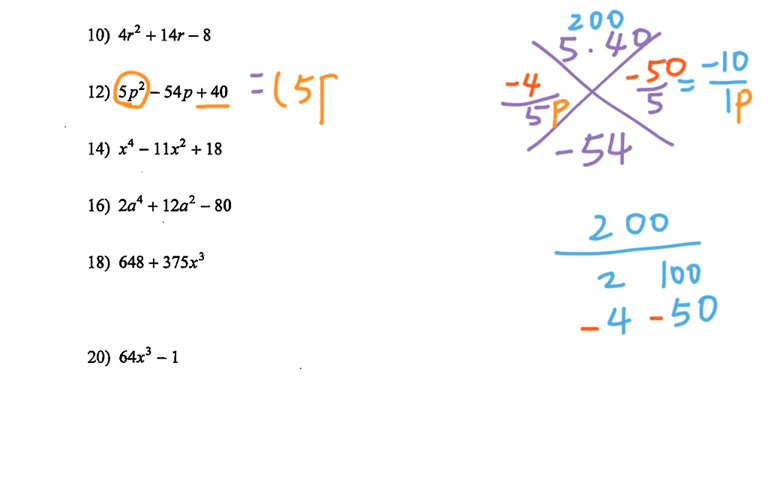 10) 4r² + 14r − 8
12) 5p² − 54p + 40 = (5p
14) x⁴ − 11x² + 18
16) 2a⁴ + 12a² − 80
18) 648 + 375x³
20) 64x³ − 1
200
5 · 40
-4/5p -50/5 = -10/1p
-54
200
2 100
-4 -50